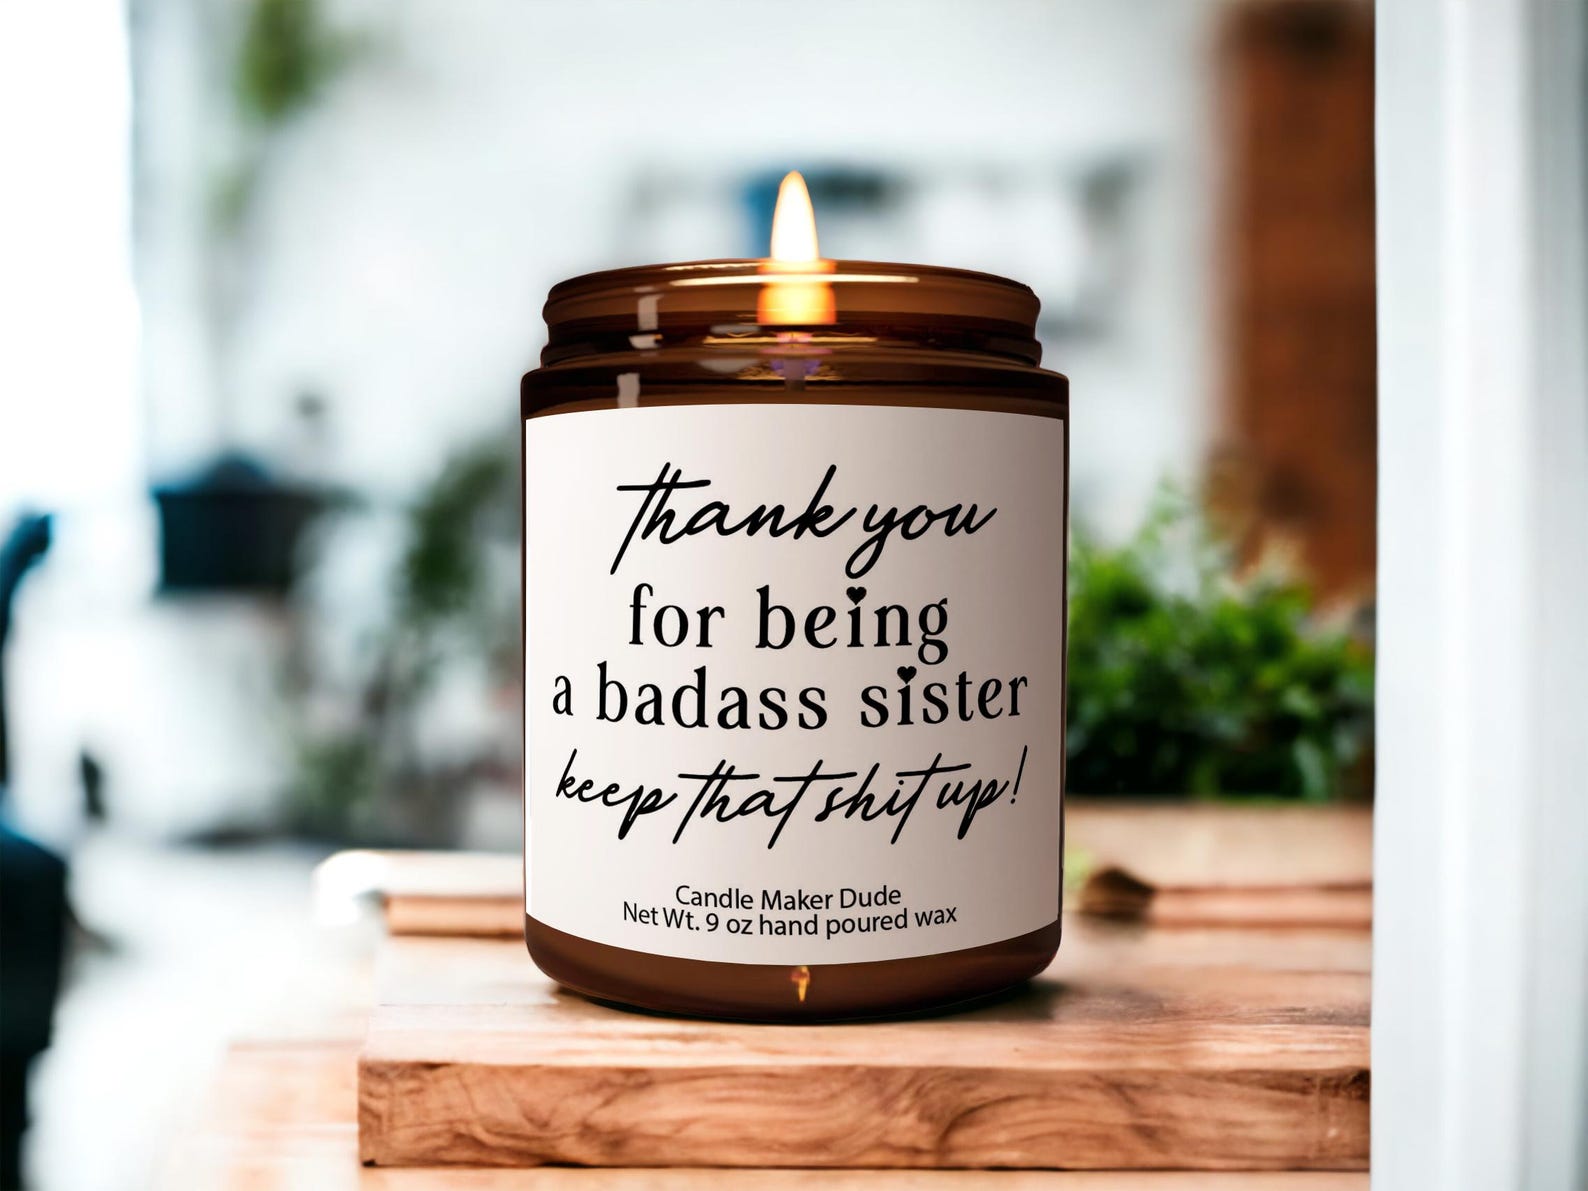 thank you
for being
a badass sister
keep that shit up!
Candle Maker Dude
Net Wt. 9 oz hand poured wax